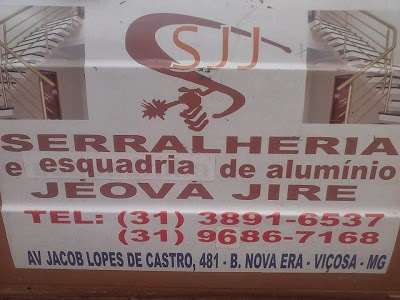 SJJ
SERRALHERIA
e esquadria de alumínio
JEOVÁ JIRE
TEL: (31) 3891-6537
(31) 9686-7168
AV JACOB LOPES DE CASTRO, 481 - B. NOVA ERA - VIÇOSA - MG